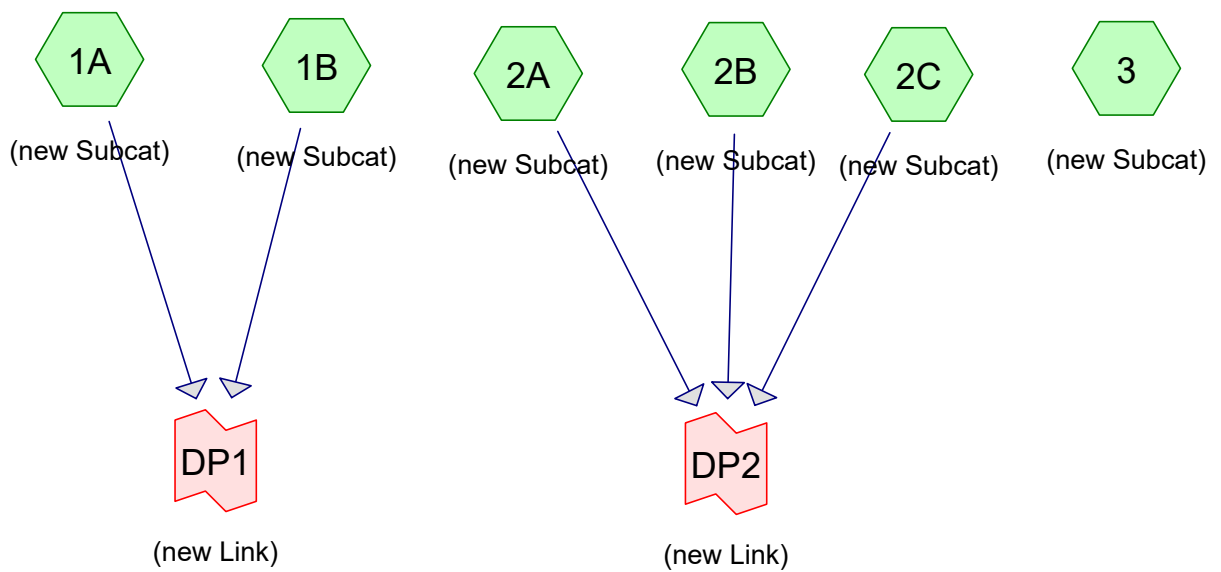 1A
1B
2A
2B
2C
3
(new Subcat)
(new Subcat)
(new Subcat)
(new Subcat)
(new Subcat)
(new Subcat)
DP1
DP2
(new Link)
(new Link)